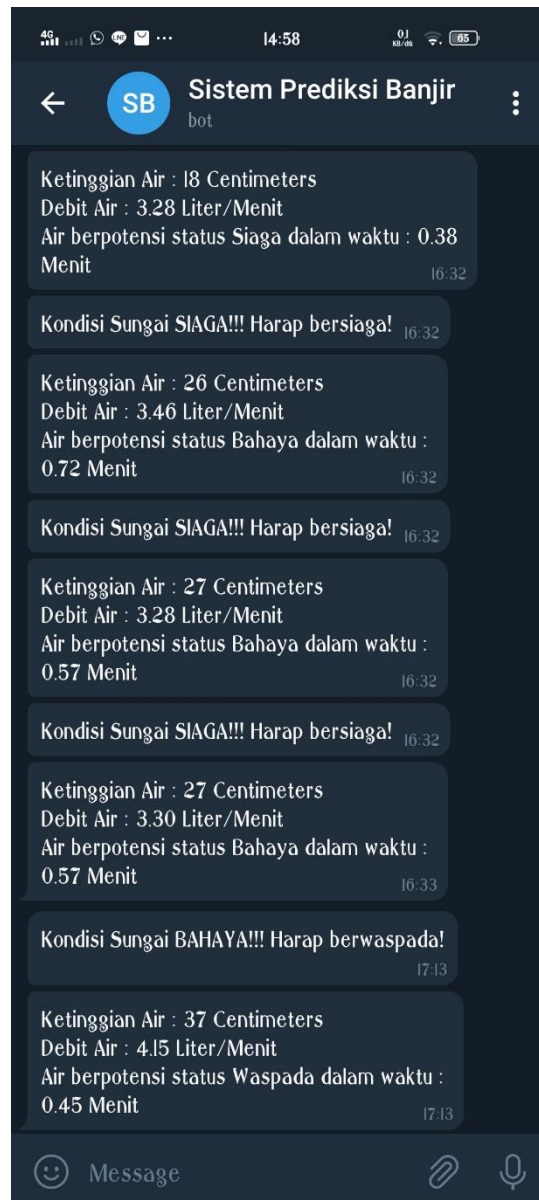 4G LINE ... 14:58 0,1 KB/dtk 65
SB Sistem Prediksi Banjir
bot
Ketinggian Air : 18 Centimeters
Debit Air : 3.28 Liter/Menit
Air berpotensi status Siaga dalam waktu : 0.38
Menit 16:32
Kondisi Sungai SIAGA!!! Harap bersiaga! 16:32
Ketinggian Air : 26 Centimeters
Debit Air : 3.46 Liter/Menit
Air berpotensi status Bahaya dalam waktu :
0.72 Menit 16:32
Kondisi Sungai SIAGA!!! Harap bersiaga! 16:32
Ketinggian Air : 27 Centimeters
Debit Air : 3.28 Liter/Menit
Air berpotensi status Bahaya dalam waktu :
0.57 Menit 16:32
Kondisi Sungai SIAGA!!! Harap bersiaga! 16:32
Ketinggian Air : 27 Centimeters
Debit Air : 3.30 Liter/Menit
Air berpotensi status Bahaya dalam waktu :
0.57 Menit 16:33
Kondisi Sungai BAHAYA!!! Harap berwaspada!
17:13
Ketinggian Air : 37 Centimeters
Debit Air : 4.15 Liter/Menit
Air berpotensi status Waspada dalam waktu :
0.45 Menit 17:13
Message